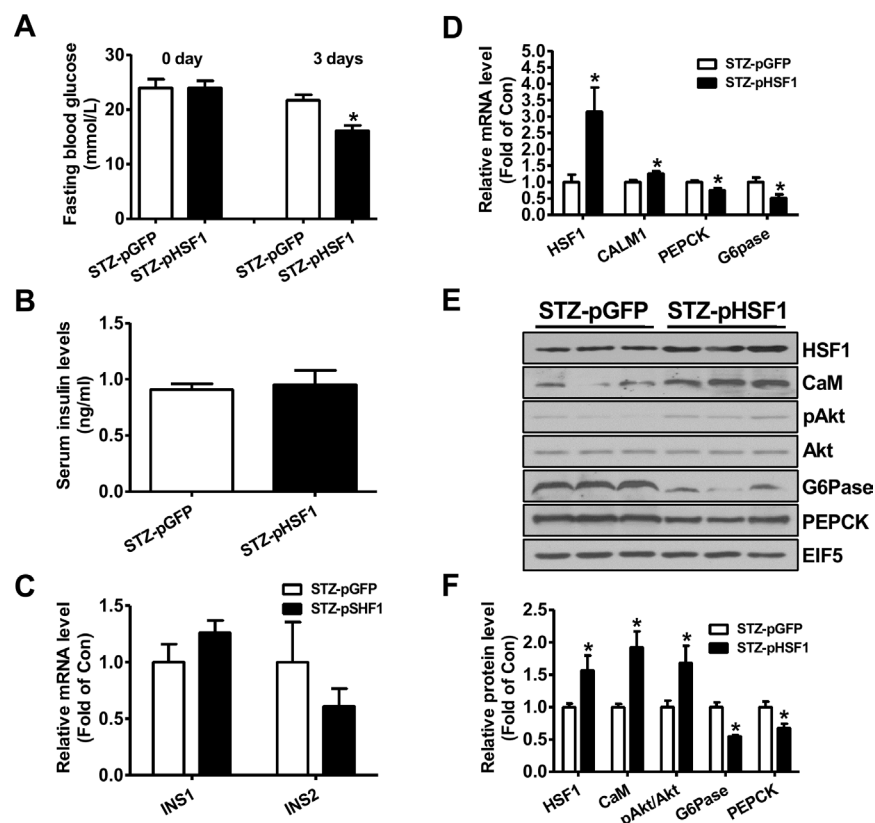 A
Fasting blood glucose
(mmol/L)
30
20
10
0
0 day
3 days
*
STZ-pGFP
STZ-pHSF1
STZ-pGFP
STZ-pHSF1
B
Serum insulin levels
(ng/ml)
1.5
1.0
0.5
0.0
STZ-pGFP
STZ-pHSF1
C
Relative mRNA level
(Fold of Con)
1.5
1.0
0.5
0.0
STZ-pGFP
STZ-pSHF1
INS1
INS2
D
Relative mRNA level
(Fold of Con)
5.0
4.5
4.0
3.5
3.0
2.5
2.0
1.5
1.0
0.5
0.0
STZ-pGFP
STZ-pHSF1
*
*
*
*
HSF1
CALM1
PEPCK
G6pase
E
STZ-pGFP STZ-pHSF1
HSF1
CaM
pAkt
Akt
G6Pase
PEPCK
EIF5
F
Relative protein level
(Fold of Con)
2.5
2.0
1.5
1.0
0.5
0.0
STZ-pGFP
STZ-pHSF1
*
*
*
*
*
HSF1
CaM
pAkt/Akt
G6Pase
PEPCK